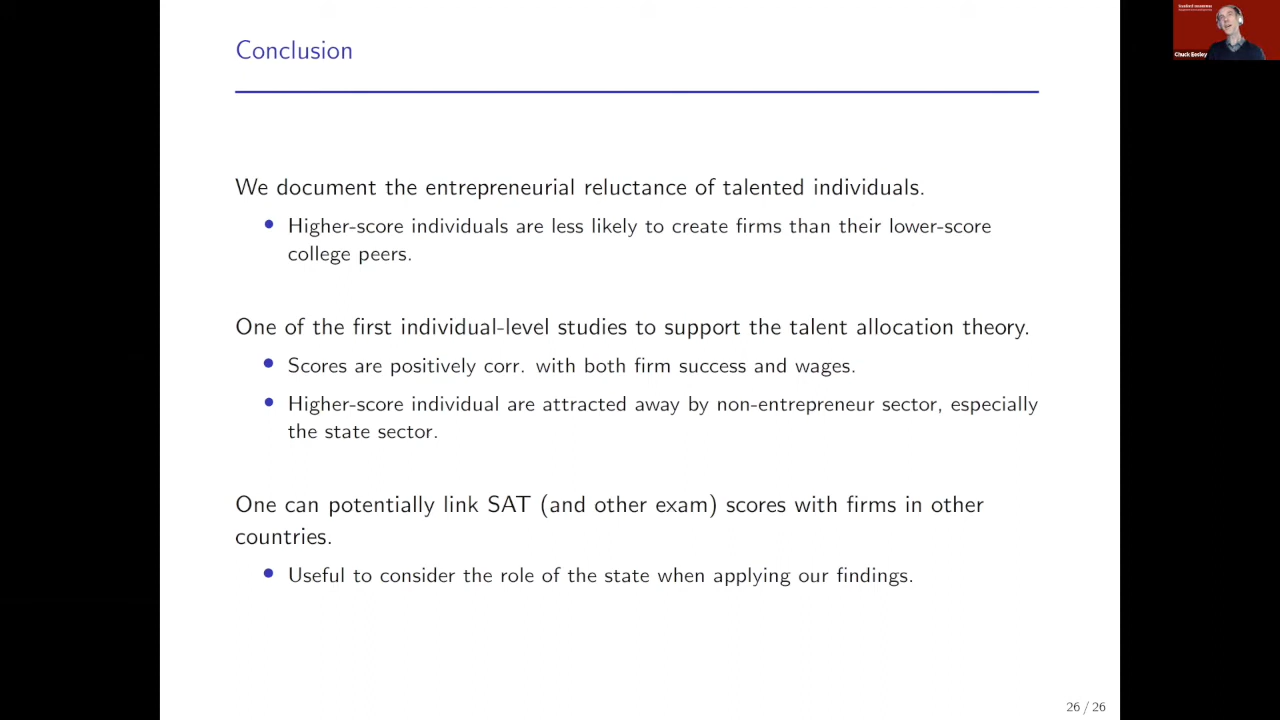 Conclusion
We document the entrepreneurial reluctance of talented individuals.
• Higher-score individuals are less likely to create firms than their lower-score
college peers.
One of the first individual-level studies to support the talent allocation theory.
• Scores are positively corr. with both firm success and wages.
• Higher-score individual are attracted away by non-entrepreneur sector, especially
the state sector.
One can potentially link SAT (and other exam) scores with firms in other
countries.
• Useful to consider the role of the state when applying our findings.
26 / 26
Chuck Eesley